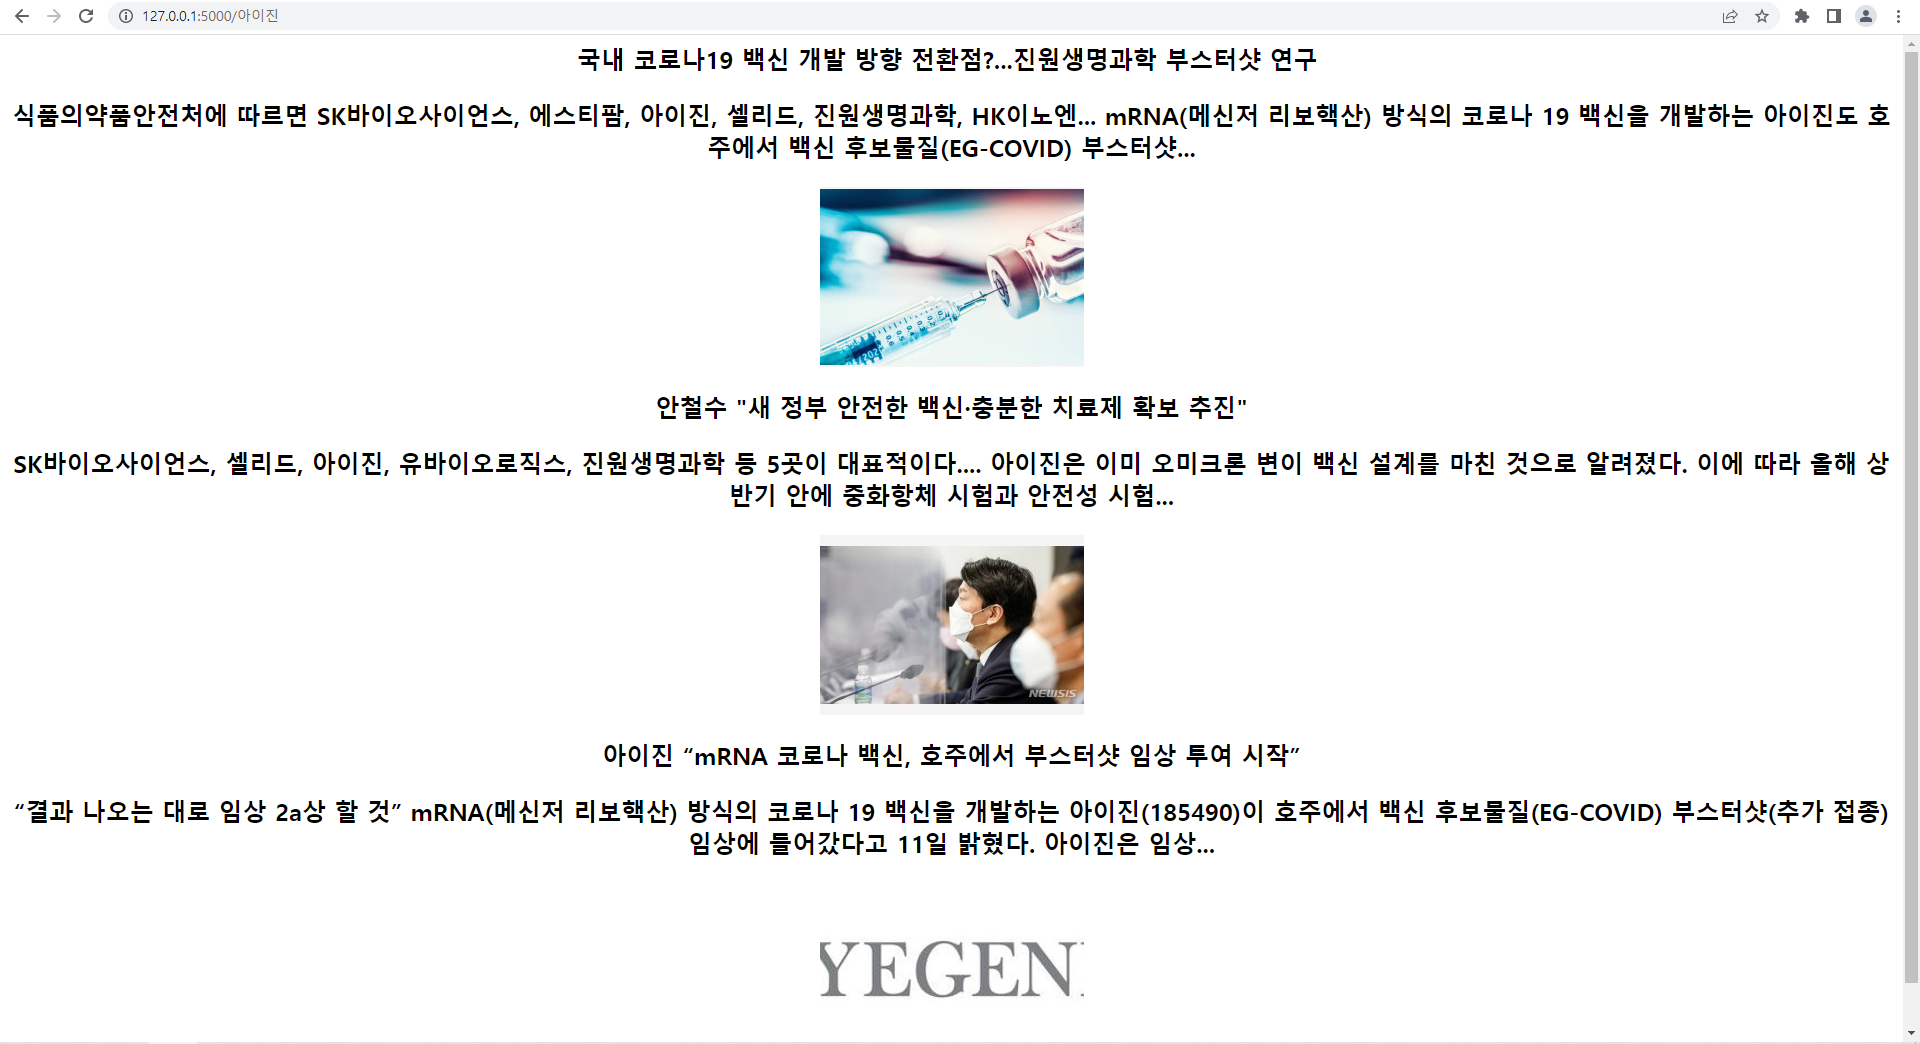 127.0.0.1:5000/아이진
국내 코로나19 백신 개발 방향 전환점?...진원생명과학 부스터샷 연구
식품의약품안전처에 따르면 SK바이오사이언스, 에스티팜, 아이진, 셀리드, 진원생명과학, HK이노엔... mRNA(메신저 리보핵산) 방식의 코로나 19 백신을 개발하는 아이진도 호
주에서 백신 후보물질(EG-COVID) 부스터샷...
안철수 "새 정부 안전한 백신·충분한 치료제 확보 추진"
SK바이오사이언스, 셀리드, 아이진, 유바이오로직스, 진원생명과학 등 5곳이 대표적이다.... 아이진은 이미 오미크론 변이 백신 설계를 마친 것으로 알려졌다. 이에 따라 올해 상
반기 안에 중화항체 시험과 안전성 시험...
NEWSIS
아이진 “mRNA 코로나 백신, 호주에서 부스터샷 임상 투여 시작”
“결과 나오는 대로 임상 2a상 할 것” mRNA(메신저 리보핵산) 방식의 코로나 19 백신을 개발하는 아이진(185490)이 호주에서 백신 후보물질(EG-COVID) 부스터샷(추가 접종)
임상에 들어갔다고 11일 밝혔다. 아이진은 임상...
YEGEN